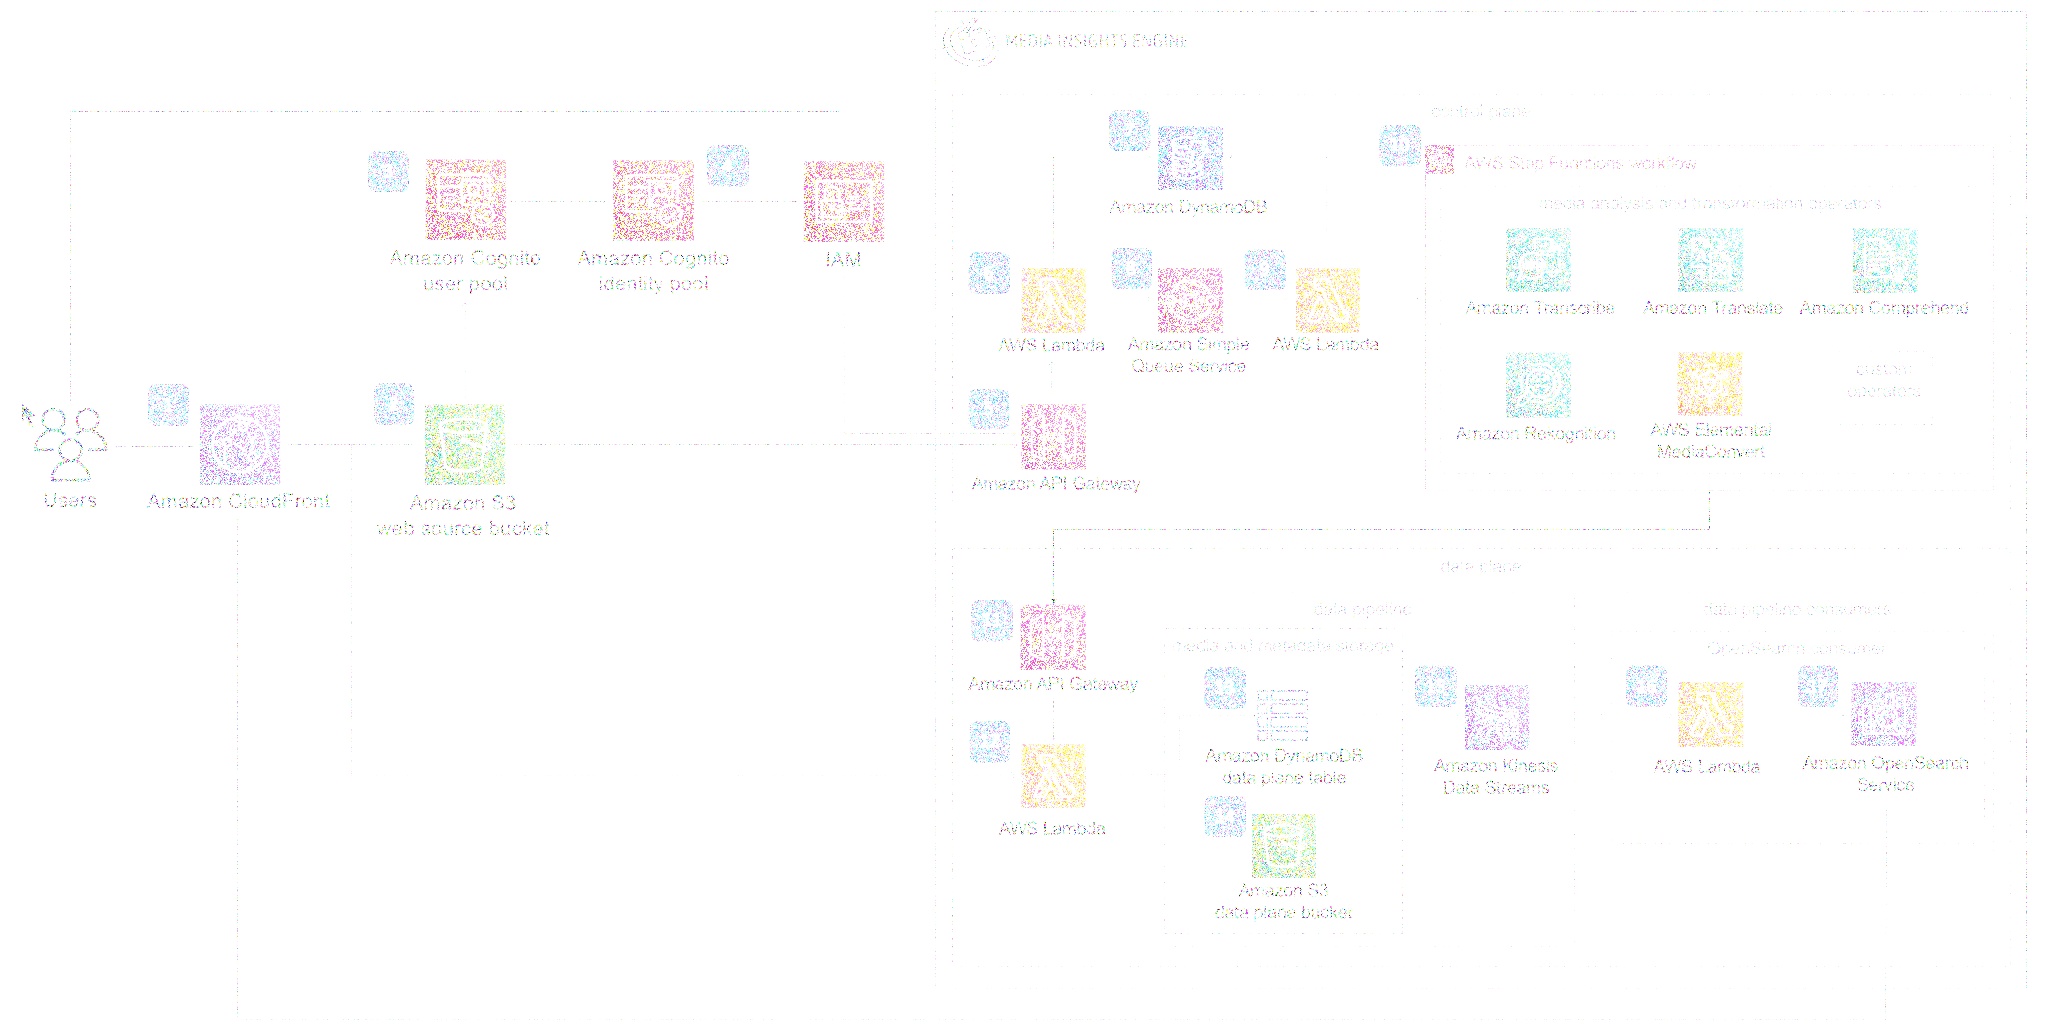 MEDIA INSIGHTS ENGINE
control plane
AWS Step Functions workflow
media analysis and transformation operators
Amazon DynamoDB
Amazon Cognito
user pool
Amazon Cognito
identity pool
IAM
AWS Lambda
Amazon Simple
Queue Service
AWS Lambda
Amazon Transcribe
Amazon Translate
Amazon Comprehend
Amazon Rekognition
AWS Elemental
MediaConvert
custom
operators
Users
Amazon CloudFront
Amazon S3
web source bucket
Amazon API Gateway
data plane
data pipeline
data pipeline consumers
media and metadata storage
OpenSearch consumer
Amazon API Gateway
Amazon DynamoDB
data plane table
Amazon Kinesis
Data Streams
AWS Lambda
Amazon OpenSearch
Service
AWS Lambda
Amazon S3
data plane bucket